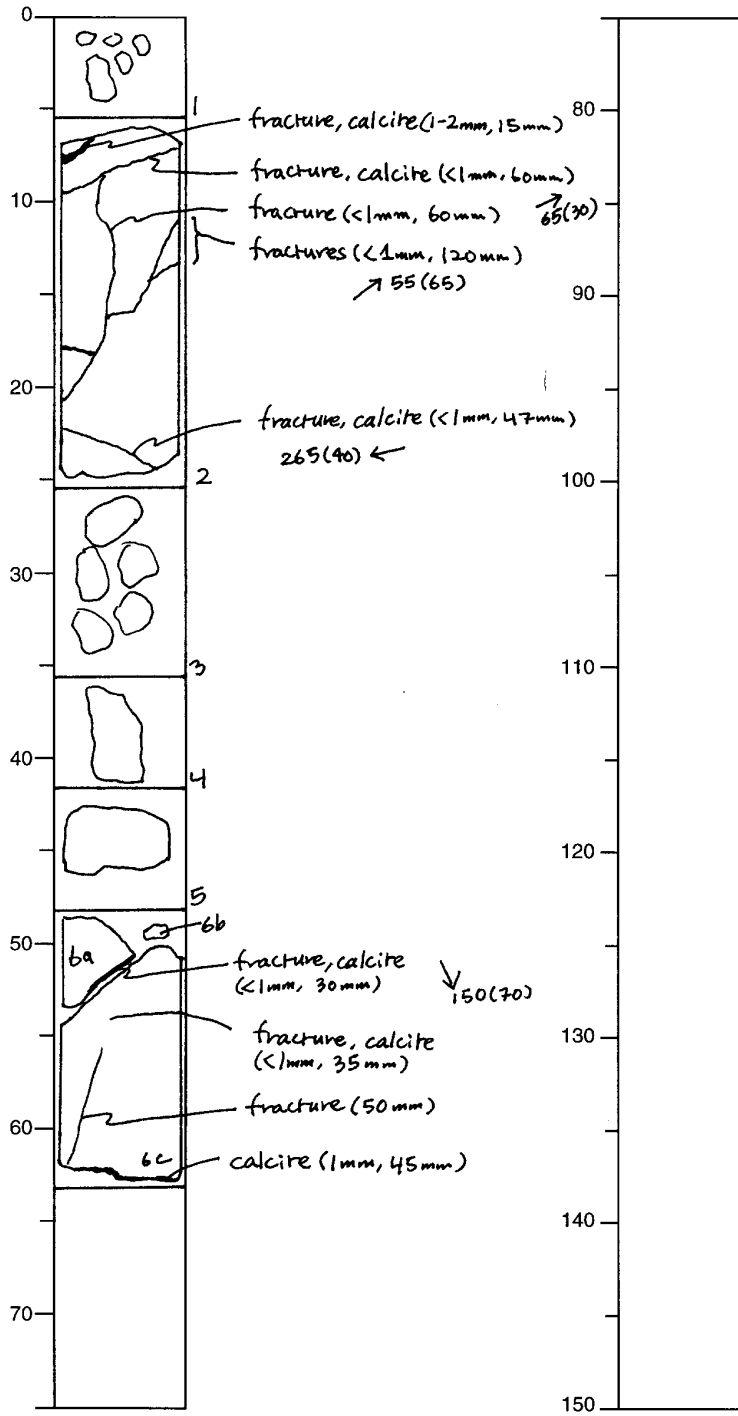 0
1
fracture, calcite (1-2mm, 15mm)
fracture, calcite (<1mm, 60mm)
10
fracture (<1mm, 60mm)
65(30)
fractures (<1mm, 120mm)
55 (65)
20
fracture, calcite (<1mm, 47mm)
265(40)
2
30
3
40
4
5
50
6a
6b
fracture, calcite
(<1mm, 30mm)
150(70)
fracture, calcite
(<1mm, 35mm)
fracture (50mm)
60
6c
calcite (1mm, 45mm)
70
80
90
100
110
120
130
140
150